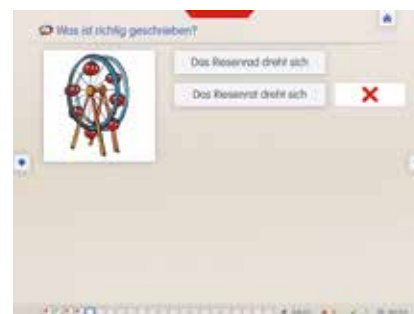 Was ist richtig geschrieben?
Das Riesenrad dreht sich
Das Riesenrat dreht sich